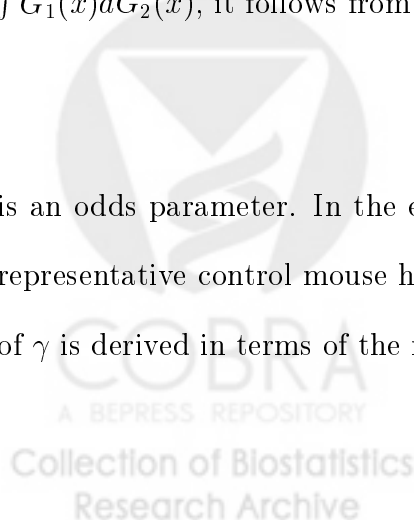 ∫ G₁(x)dG₂(x), it follows from
is an odds parameter. In the e
representative control mouse h
of γ is derived in terms of the
COBRA
A BEPRESS REPOSITORY
Collection of Biostatistics
Research Archive